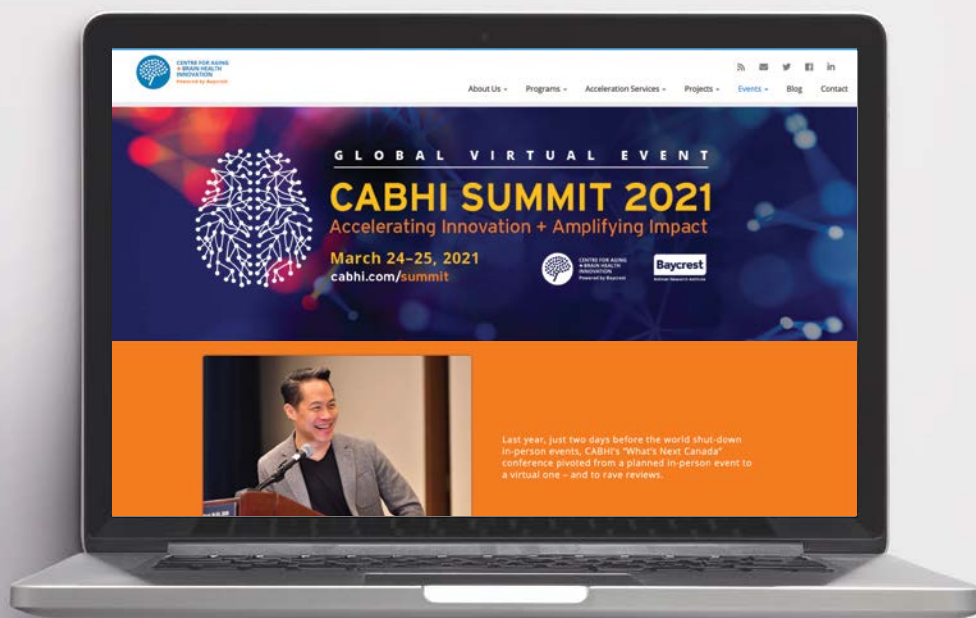 CENTRE FOR AGING
+ BRAIN HEALTH
INNOVATION
Powered by Baycrest
About Us
Programs
Acceleration Services
Projects
Events
Blog
Contact
GLOBAL VIRTUAL EVENT
CABHI SUMMIT 2021
Accelerating Innovation + Amplifying Impact
March 24–25, 2021
cabhi.com/summit
CENTRE FOR AGING
+ BRAIN HEALTH
INNOVATION
Powered by Baycrest
Baycrest
Last year, just two days before the world shut-down
in-person events, CABHI's "What's Next Canada"
conference pivoted from a planned in-person event to
a virtual one – and to rave reviews.